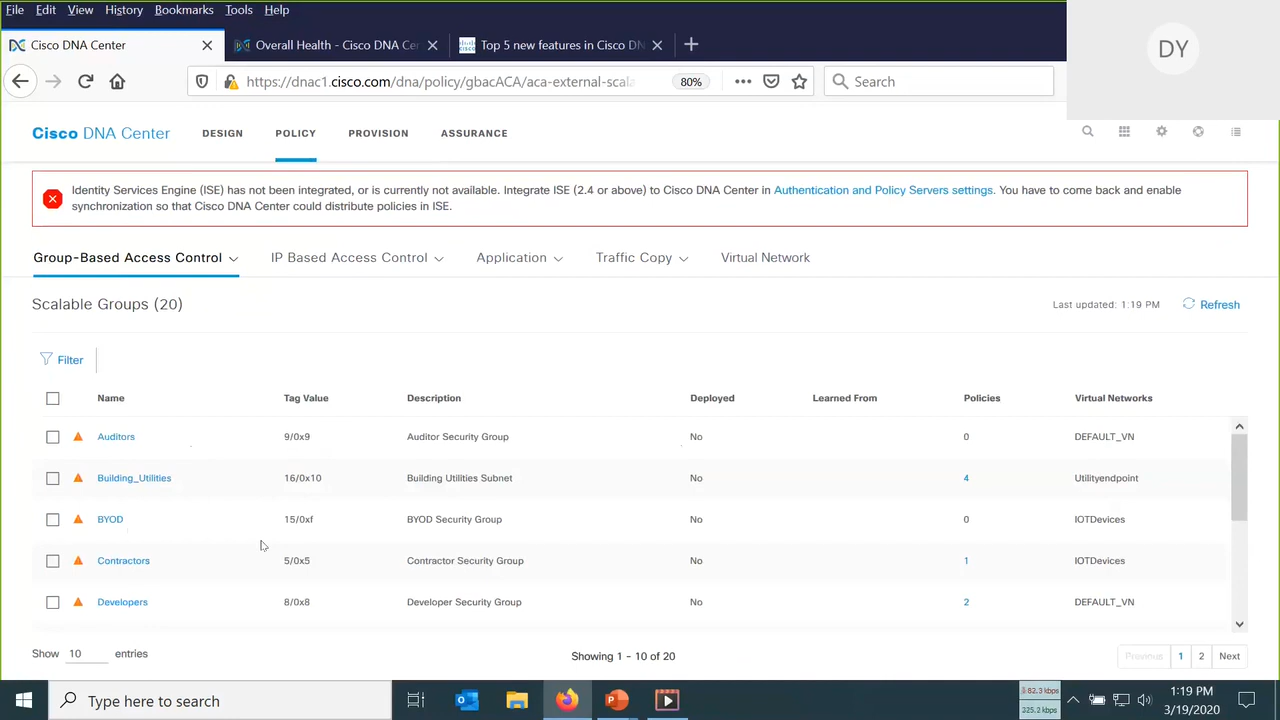 File Edit View History Bookmarks Tools Help
Cisco DNA Center
Overall Health - Cisco DNA Ce
Top 5 new features in Cisco DN
DY
https://dnac1.cisco.com/dna/policy/gbacACA/aca-external-scala
80%
Search
Cisco DNA Center DESIGN POLICY PROVISION ASSURANCE
Identity Services Engine (ISE) has not been integrated, or is currently not available. Integrate ISE (2.4 or above) to Cisco DNA Center in Authentication and Policy Servers settings. You have to come back and enable
synchronization so that Cisco DNA Center could distribute policies in ISE.
Group-Based Access Control IP Based Access Control Application Traffic Copy Virtual Network
Scalable Groups (20) Last updated: 1:19 PM Refresh
Filter
Name Tag Value Description Deployed Learned From Policies Virtual Networks
Auditors 9/0x9 Auditor Security Group No 0 DEFAULT_VN
Building_Utilities 16/0x10 Building Utilities Subnet No 4 Utilityendpoint
BYOD 15/0xf BYOD Security Group No 0 IOTDevices
Contractors 5/0x5 Contractor Security Group No 1 IOTDevices
Developers 8/0x8 Developer Security Group No 2 DEFAULT_VN
Show 10 entries Showing 1 - 10 of 20 Previous 1 2 Next
Type here to search
82.3 kbps
325.2 kbps
1:19 PM
3/19/2020